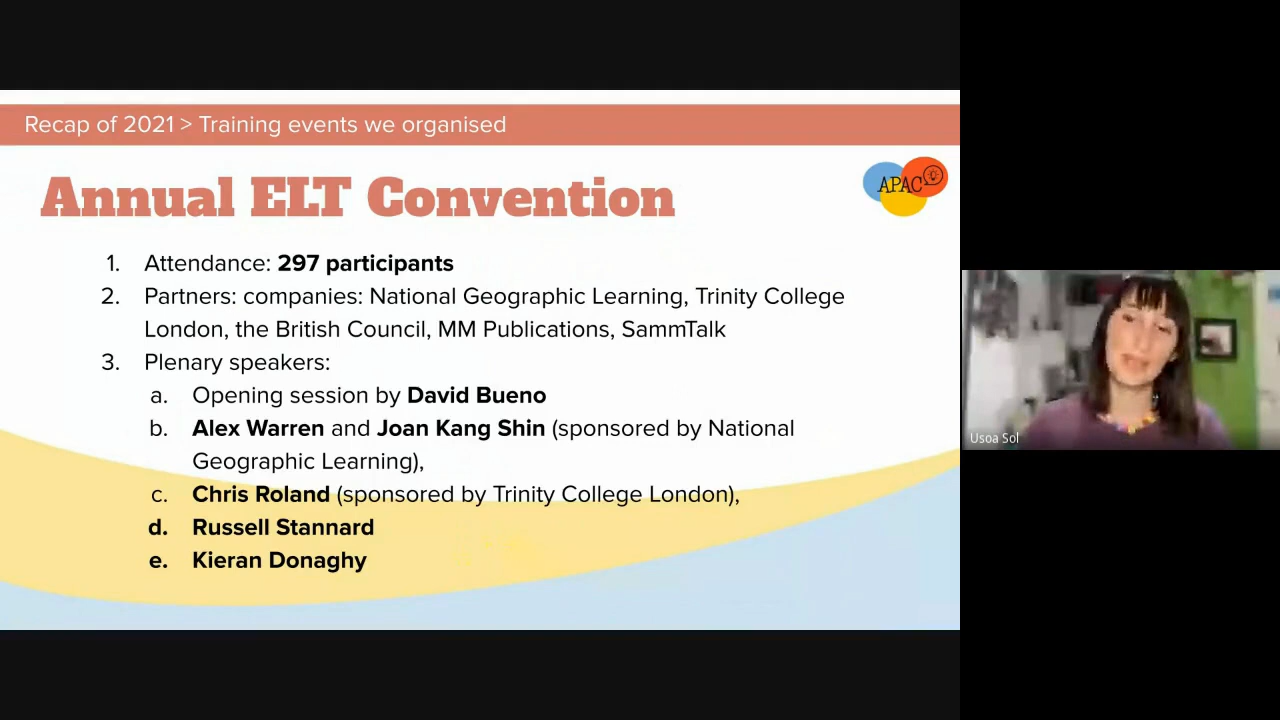 Recap of 2021 > Training events we organised
Annual ELT Convention
APAC
1. Attendance: 297 participants
2. Partners: companies: National Geographic Learning, Trinity College
London, the British Council, MM Publications, SammTalk
3. Plenary speakers:
a. Opening session by David Bueno
b. Alex Warren and Joan Kang Shin (sponsored by National
Geographic Learning),
c. Chris Roland (sponsored by Trinity College London),
d. Russell Stannard
e. Kieran Donaghy
Usoa Sol